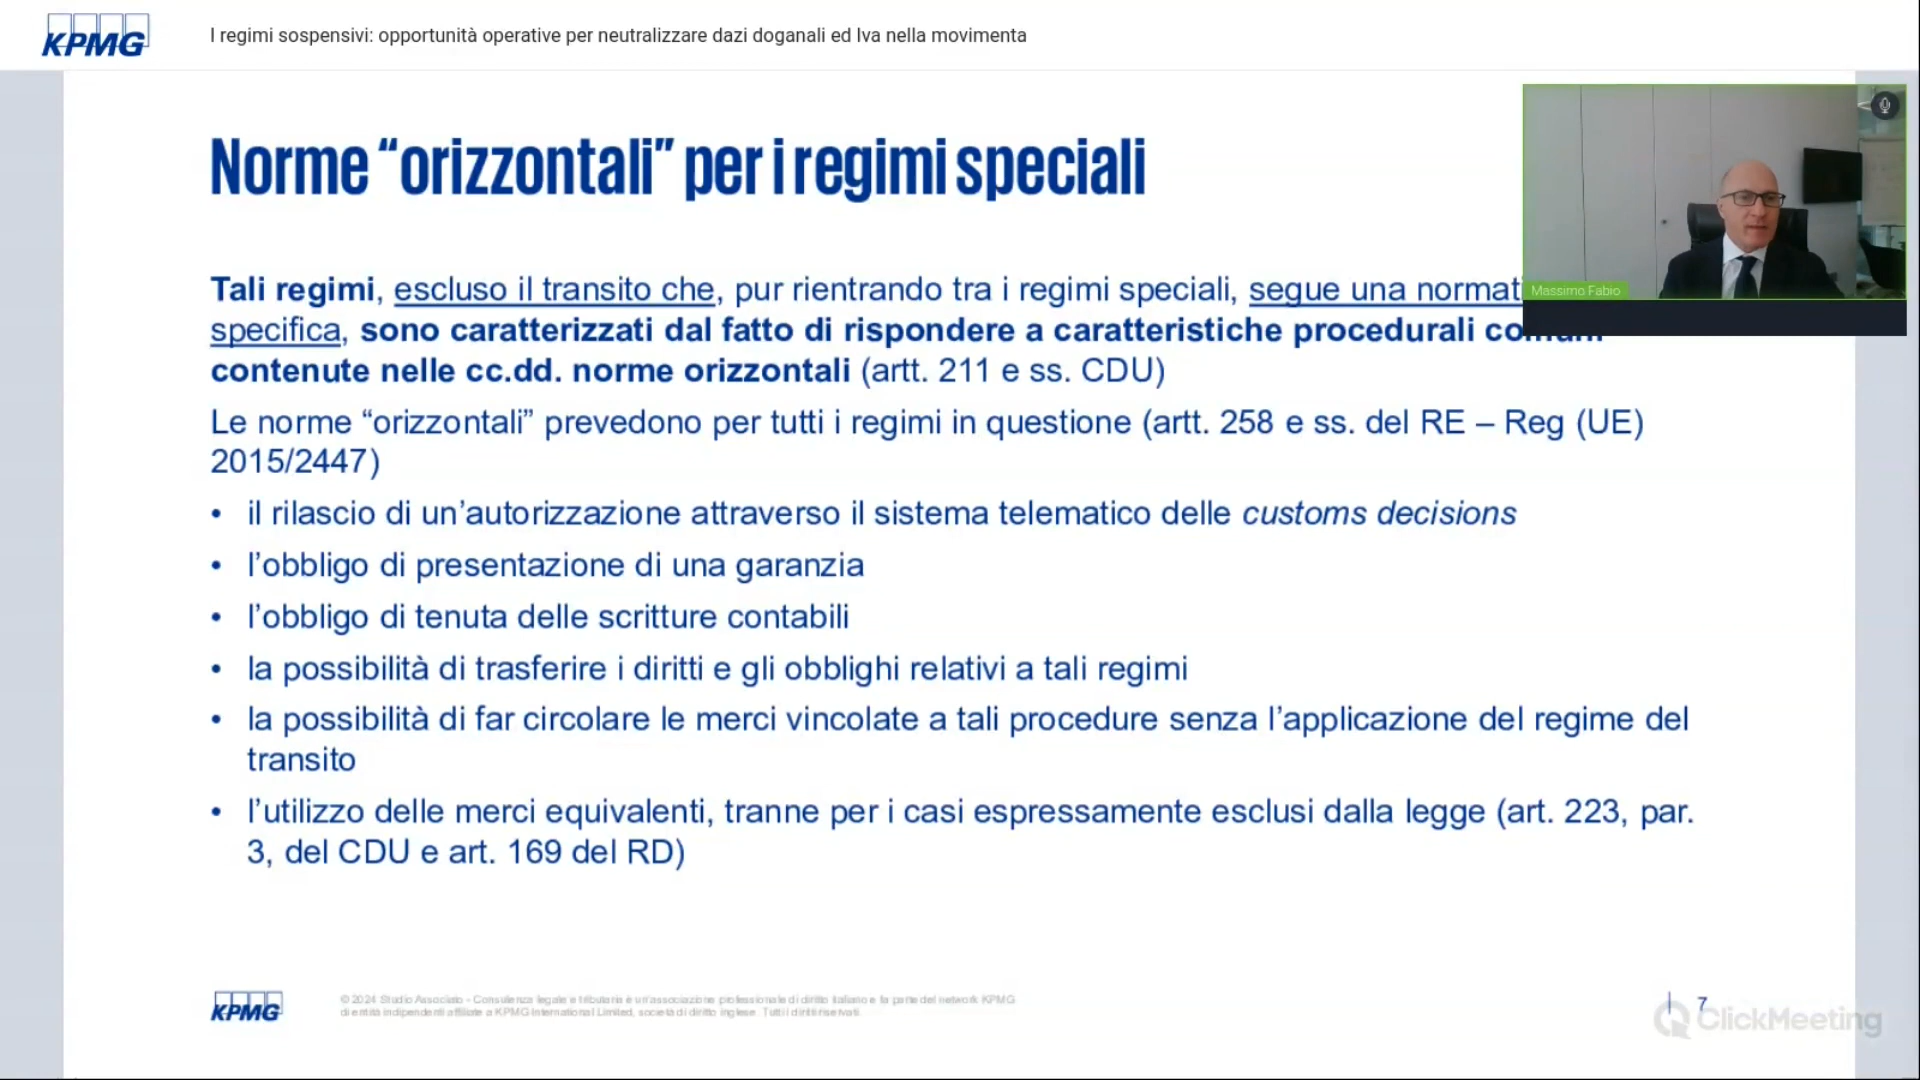 KPMG
I regimi sospensivi: opportunità operative per neutralizzare dazi doganali ed Iva nella movimenta
Norme “orizzontali” per i regimi speciali
Massimo Fabio
Tali regimi, escluso il transito che, pur rientrando tra i regimi speciali, segue una
specifica, sono caratterizzati dal fatto di rispondere a caratteristiche procedurali
contenute nelle cc.dd. norme orizzontali (artt. 211 e ss. CDU)
Le norme “orizzontali” prevedono per tutti i regimi in questione (artt. 258 e ss. del RE – Reg (UE)
2015/2447)
• il rilascio di un’autorizzazione attraverso il sistema telematico delle customs decisions
• l’obbligo di presentazione di una garanzia
• l’obbligo di tenuta delle scritture contabili
• la possibilità di trasferire i diritti e gli obblighi relativi a tali regimi
• la possibilità di far circolare le merci vincolate a tali procedure senza l’applicazione del regime del
transito
• l’utilizzo delle merci equivalenti, tranne per i casi espressamente esclusi dalla legge (art. 223, par.
3, del CDU e art. 169 del RD)
KPMG
© 2024 Studio Associato - Consulenza legale e tributaria è un'associazione professionale di diritto italiano e fa parte del network KPMG
di entità indipendenti affiliate a KPMG International Limited, società di diritto inglese. Tutti i diritti riservati.
7
ClickMeeting